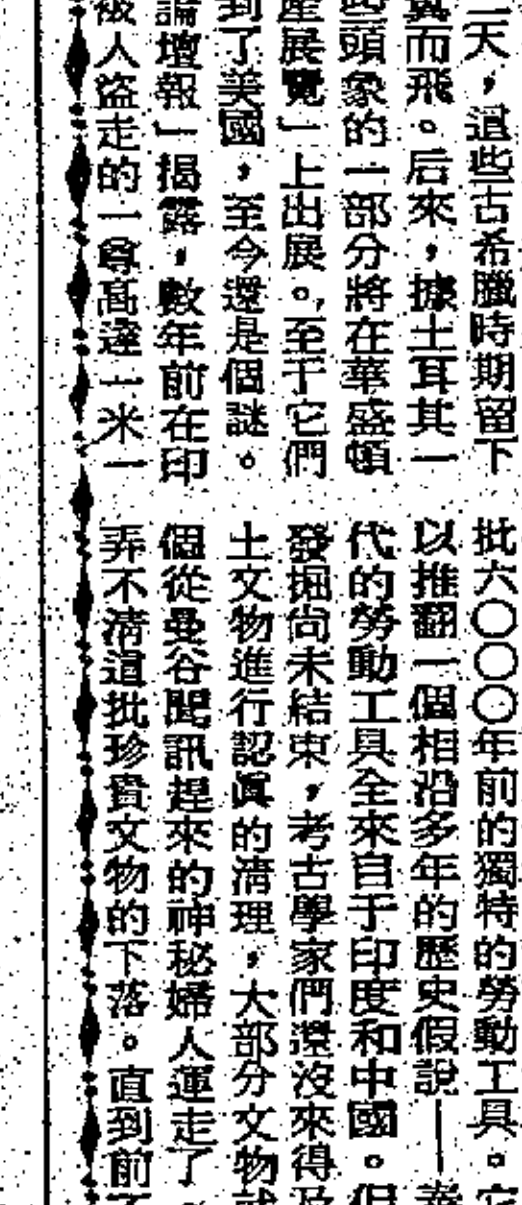 二天，這些古希臘時期留下
翼而飛。后來，據土耳其一
些頭象的一部分將在華盛頓
產展覽」上出展。至于它們
到了美國，至今還是個謎。
論壇報」揭露，數年前在印
被人盜走的一尊高達一米一
批六〇〇〇年前的獨特的勞動工具。它
以推翻一個相沿多年的歷史假說——泰
代的勞動工具全來自于印度和中國。但
發掘尚未結束，考古學家們還沒來得及
土文物進行認真的清理，大部分文物就
個從曼谷聞訊趕來的神秘婦人運走了。
弄不清這批珍貴文物的下落。直到前不